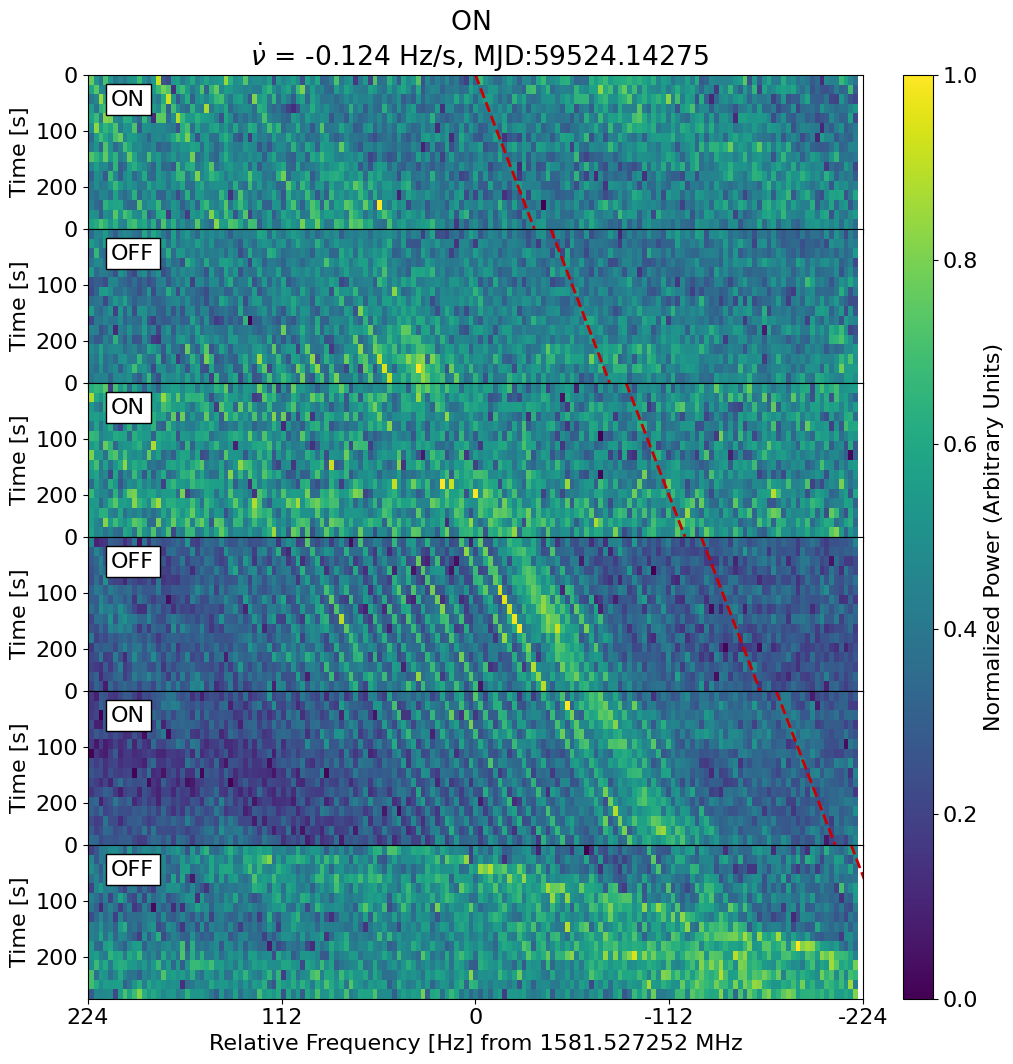 ON
ν̇ = -0.124 Hz/s, MJD:59524.14275
0
ON
100
Time [s]
200
0
OFF
100
Time [s]
200
0
ON
100
Time [s]
200
0
OFF
100
Time [s]
200
0
ON
100
Time [s]
200
0
OFF
100
Time [s]
200
224 112 0 -112 -224
Relative Frequency [Hz] from 1581.527252 MHz
1.0
0.8
0.6
0.4
0.2
0.0
Normalized Power (Arbitrary Units)